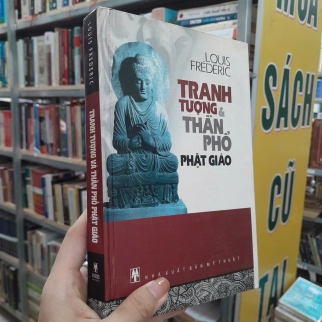 LOUIS FREDERIC
TRANH TƯỢNG VÀ THẦN PHỔ PHẬT GIÁO
LOUIS
FREDERIC
TRANH
TƯỢNG &
THẦN
PHỔ
PHẬT GIÁO
NHÀ XUẤT BẢN MỸ THUẬT
MUA
SÁCH
CŨ
TẠI